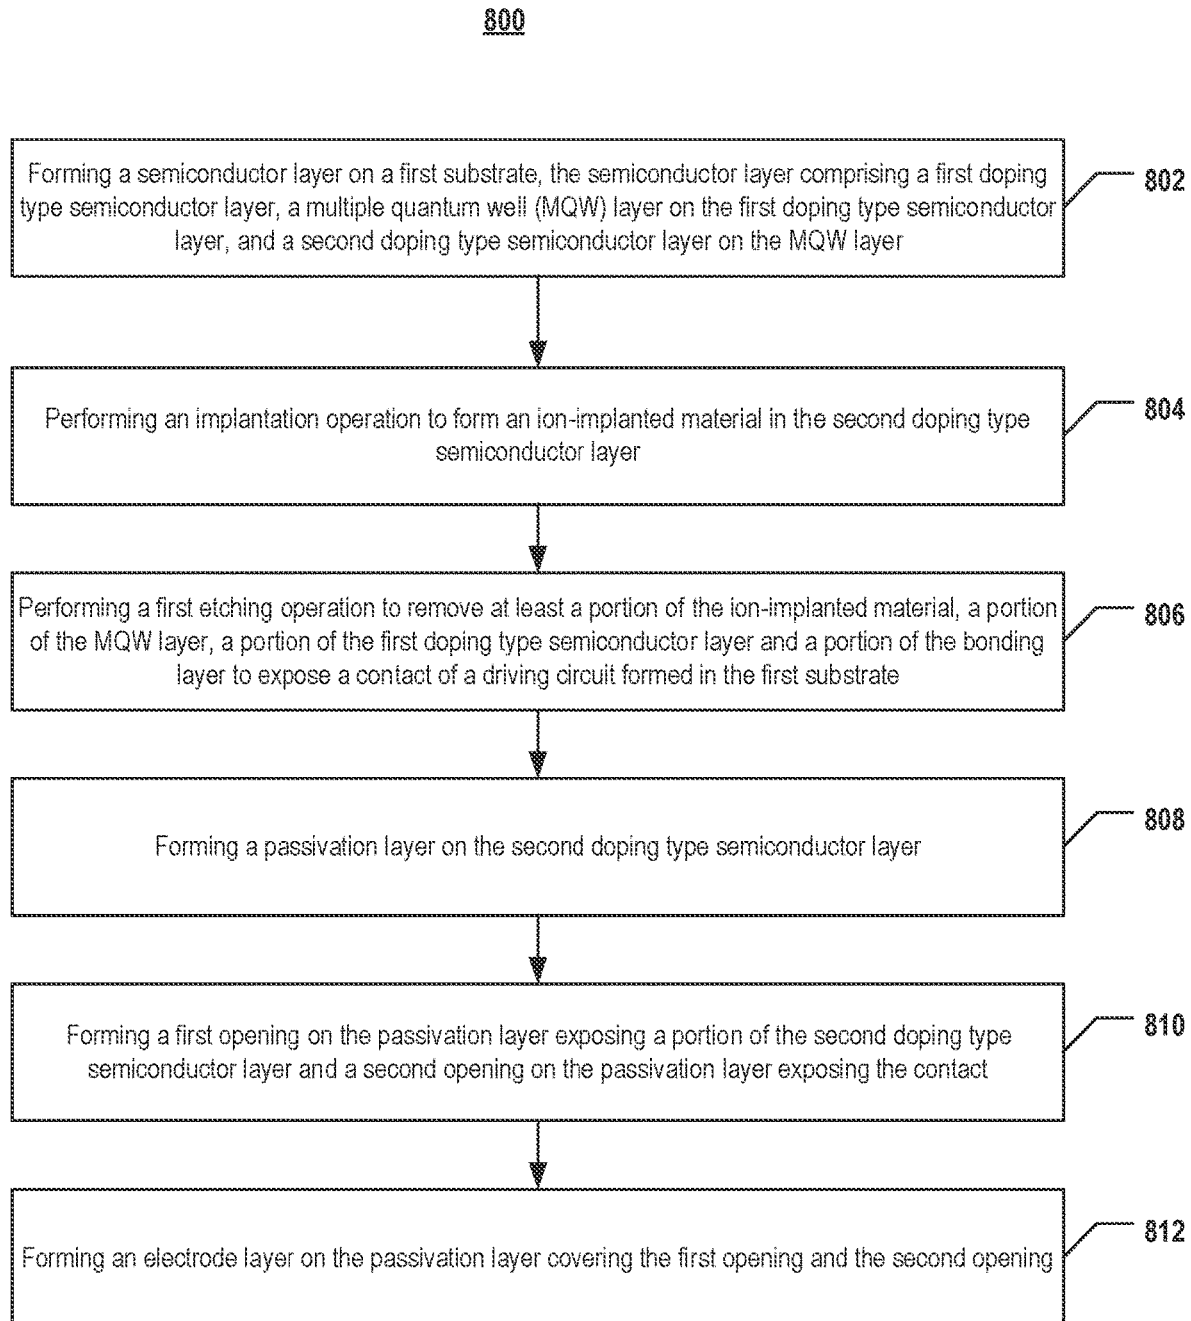 800
Forming a semiconductor layer on a first substrate, the semiconductor layer comprising a first doping
type semiconductor layer, a multiple quantum well (MQW) layer on the first doping type semiconductor
layer, and a second doping type semiconductor layer on the MQW layer
802
Performing an implantation operation to form an ion-implanted material in the second doping type
semiconductor layer
804
Performing a first etching operation to remove at least a portion of the ion-implanted material, a portion
of the MQW layer, a portion of the first doping type semiconductor layer and a portion of the bonding
layer to expose a contact of a driving circuit formed in the first substrate
806
Forming a passivation layer on the second doping type semiconductor layer
808
Forming a first opening on the passivation layer exposing a portion of the second doping type
semiconductor layer and a second opening on the passivation layer exposing the contact
810
Forming an electrode layer on the passivation layer covering the first opening and the second opening
812